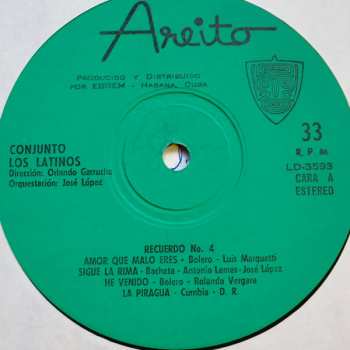 Areito
PRODUCIDO Y DISTRIBUIDO
POR EGREM - HABANA, CUBA
CONJUNTO
LOS LATINOS
Dirección: Orlando Garrucho
Orquestación: José López
33
R. P. M.
LD-3593
CARA A
ESTEREO
RECUERDO No. 4
AMOR QUE MALO ERES - Bolero - Luis Marquetti
SIGUE LA RIMA - Bachata - Antonio Lemes-José López
HE VENIDO - Bolero - Rolando Vergara
LA PIRAGUA - Cumbia - D. R.